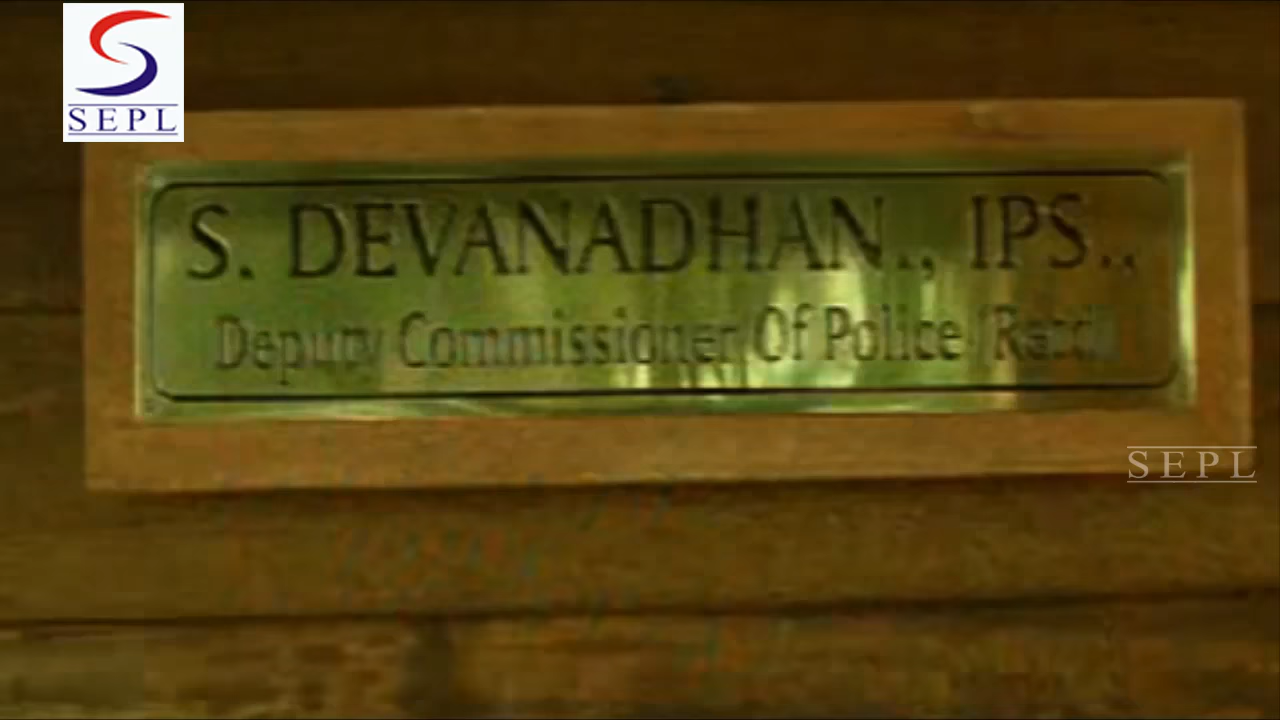 SEPL
S. DEVANADHAN., IPS.,
Deputy Commissioner Of Police
SEPL